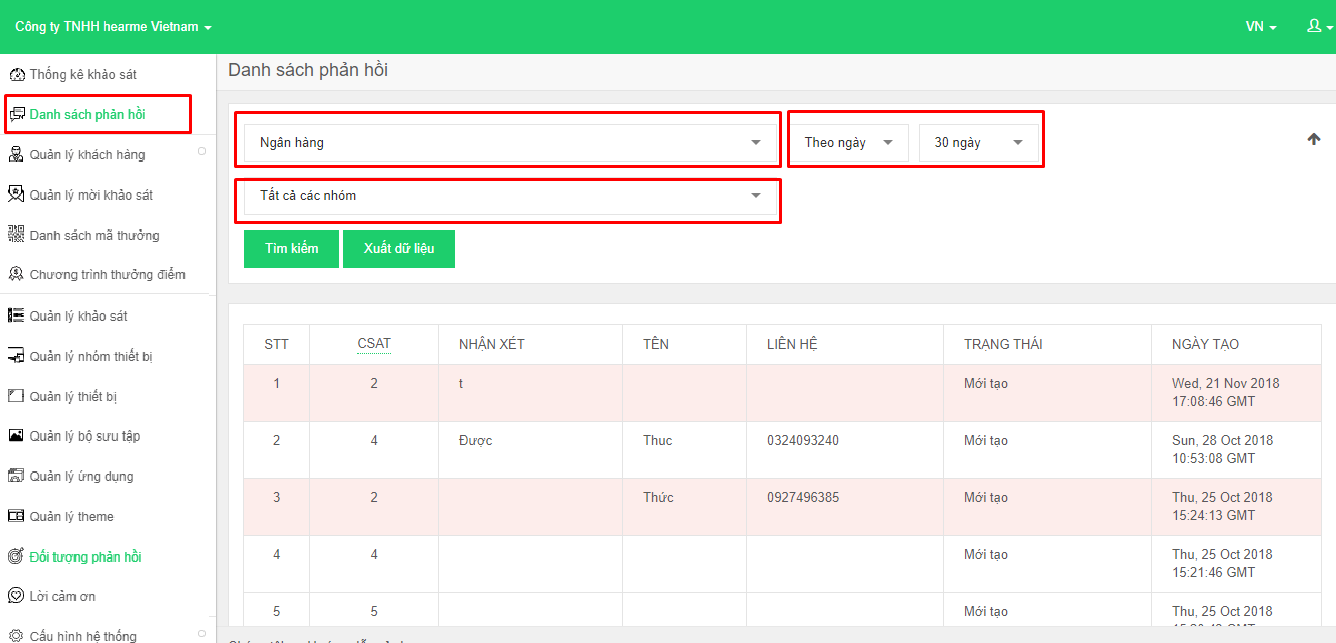 Công ty TNHH hearme Vietnam
VN
Thống kê khảo sát
Danh sách phản hồi
Quản lý khách hàng
Quản lý mời khảo sát
Danh sách mã thưởng
Chương trình thưởng điểm
Quản lý khảo sát
Quản lý nhóm thiết bị
Quản lý thiết bị
Quản lý bộ sưu tập
Quản lý ứng dụng
Quản lý theme
Đối tượng phản hồi
Lời cảm ơn
Cấu hình hệ thống
Danh sách phản hồi
Ngân hàng
Theo ngày
30 ngày
Tất cả các nhóm
Tìm kiếm
Xuất dữ liệu
STT CSAT NHẬN XÉT TÊN LIÊN HỆ TRẠNG THÁI NGÀY TẠO
1 2 t Mới tạo Wed, 21 Nov 2018
17:08:46 GMT
2 4 Được Thuc 0324093240 Mới tạo Sun, 28 Oct 2018
10:53:08 GMT
3 2 Thức 0927496385 Mới tạo Thu, 25 Oct 2018
15:24:13 GMT
4 4 Mới tạo Thu, 25 Oct 2018
15:21:46 GMT
5 5 Mới tạo Thu, 25 Oct 2018